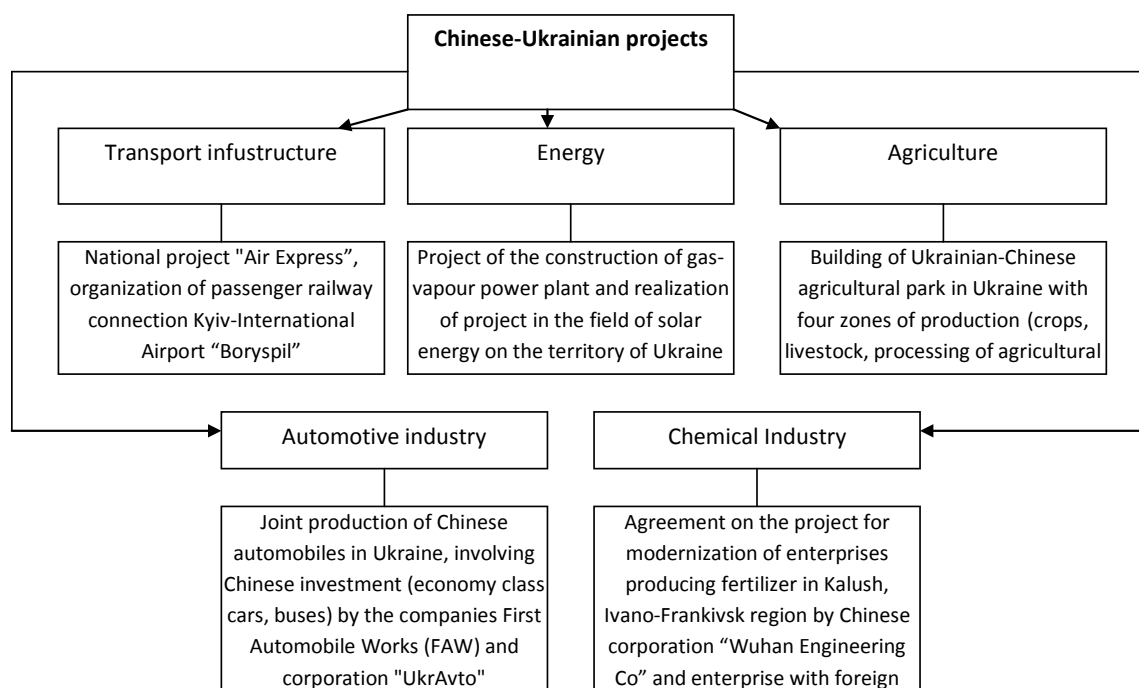 Chinese-Ukrainian projects
Transport infustructure
Energy
Agriculture
National project "Air Express”,
organization of passenger railway
connection Kyiv-International
Airport “Boryspil”
Project of the construction of gas-
vapour power plant and realization
of project in the field of solar
energy on the territory of Ukraine
Building of Ukrainian-Chinese
agricultural park in Ukraine with
four zones of production (crops,
livestock, processing of agricultural
Automotive industry
Chemical Industry
Joint production of Chinese
automobiles in Ukraine, involving
Chinese investment (economy class
cars, buses) by the companies First
Automobile Works (FAW) and
corporation "UkrAvto"
Agreement on the project for
modernization of enterprises
producing fertilizer in Kalush,
Ivano-Frankivsk region by Chinese
corporation “Wuhan Engineering
Co” and enterprise with foreign